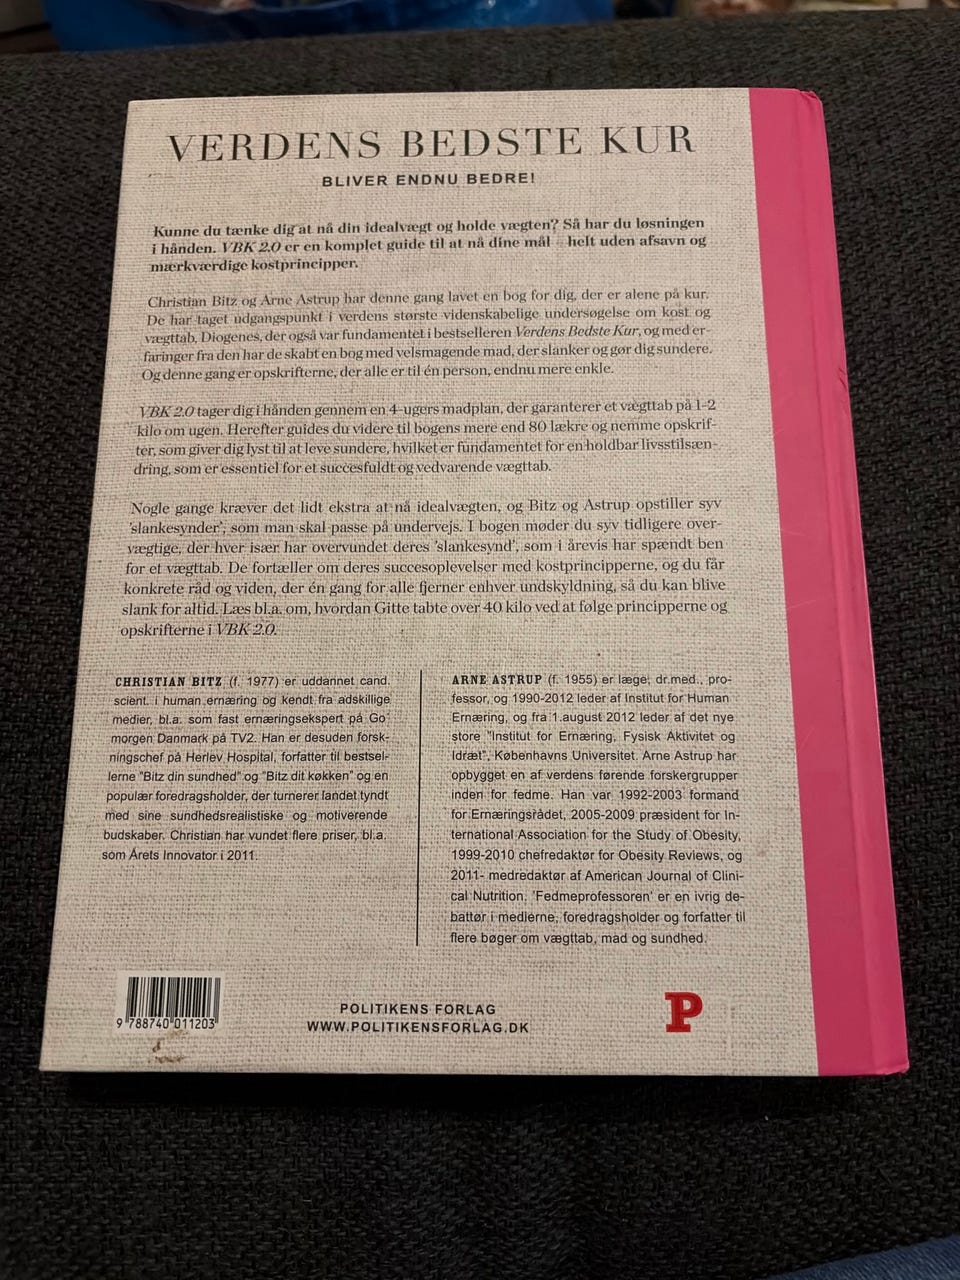 VERDENS BEDSTE KUR
BLIVER ENDNU BEDRE!
Kunne du tænke dig at nå din idealvægt og holde vægten? Så har du løsningen
i hånden. VBK 2.0 er en komplet guide til at nå dine mål – helt uden afsavn og
mærkværdige kostprincipper.
Christian Bitz og Arne Astrup har denne gang lavet en bog for dig, der er alene på kur.
De har taget udgangspunkt i verdens største videnskabelige undersøgelse om kost og
vægttab, Diogenes, der også var fundamentet i bestselleren Verdens Bedste Kur, og med er-
faringer fra den har de skabt en bog med velsmagende mad, der slanker og gør dig sundere.
Og denne gang er opskrifterne, der alle er til én person, endnu mere enkle.
VBK 2.0 tager dig i hånden gennem en 4-ugers madplan, der garanterer et vægttab på 1-2
kilo om ugen. Herefter guides du videre til bogens mere end 80 lækre og nemme opskrif-
ter, som giver dig lyst til at leve sundere, hvilket er fundamentet for en holdbar livsstilsæn-
dring, som er essentiel for et succesfuldt og vedvarende vægttab.
Nogle gange kræver det lidt ekstra at nå idealvægten, og Bitz og Astrup opstiller syv
'slankesynder', som man skal passe på undervejs. I bogen møder du syv tidligere over-
vægtige, der hver især har overvundet deres 'slankesynd', som i årevis har spændt ben
for et vægttab. De fortæller om deres succesoplevelser med kostprincipperne, og du får
konkrete råd og viden, der én gang for alle fjerner enhver undskyldning, så du kan blive
slank for altid. Læs bl.a. om, hvordan Gitte tabte over 40 kilo ved at følge principperne og
opskrifterne i VBK 2.0.
CHRISTIAN BITZ (f. 1977) er uddannet cand.
scient. i human ernæring og kendt fra adskillige
medier, bl.a. som fast ernæringsekspert på Go'
morgen Danmark på TV2. Han er desuden forsk-
ningschef på Herlev Hospital, forfatter til bestsel-
lerne "Bitz din sundhed" og "Bitz dit køkken" og en
populær foredragsholder, der turnerer landet tyndt
med sine sundhedsrealistiske og motiverende
budskaber. Christian har vundet flere priser, bl.a.
som Årets Innovator i 2011.
ARNE ASTRUP (f. 1955) er læge, dr.med., pro-
fessor, og 1990-2012 leder af Institut for Human
Ernæring, og fra 1.august 2012 leder af det nye
store "Institut for Ernæring, Fysisk Aktivitet og
Idræt", Københavns Universitet. Arne Astrup har
opbygget en af verdens førende forskergrupper
inden for fedme. Han var 1992-2003 formand
for Ernæringsrådet, 2005-2009 præsident for In-
ternational Association for the Study of Obesity,
1999-2010 chefredaktør for Obesity Reviews, og
2011- medredaktør af American Journal of Clini-
cal Nutrition. 'Fedmeprofessoren' er en ivrig de-
battør i medierne, foredragsholder og forfatter til
flere bøger om vægttab, mad og sundhed.
9 788740 011203
POLITIKENS FORLAG
WWW.POLITIKENSFORLAG.DK
P